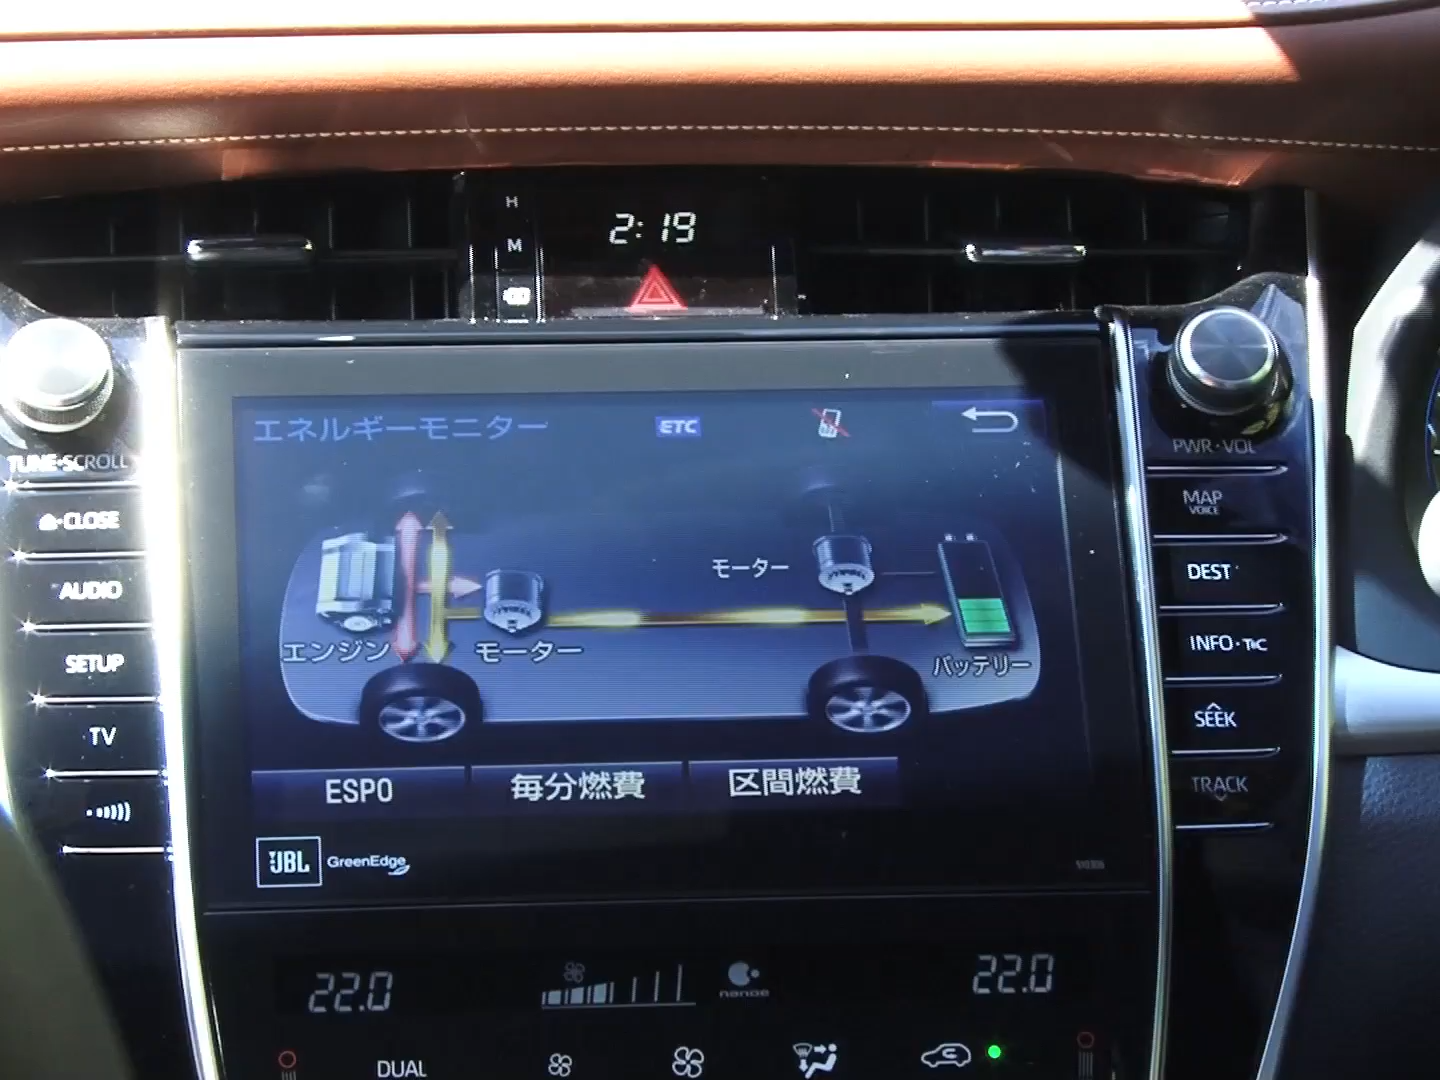 H
M
2:19
TUNE·SCROLL
CLOSE
AUDIO
SETUP
TV
エネルギーモニター
ETC
エンジン
モーター
モーター
バッテリー
ESPO
毎分燃費
区間燃費
JBL
GreenEdge
PWR·VOL
MAP
VOICE
DEST
INFO·T/C
SEEK
TRACK
22.0
nanoe
22.0
DUAL